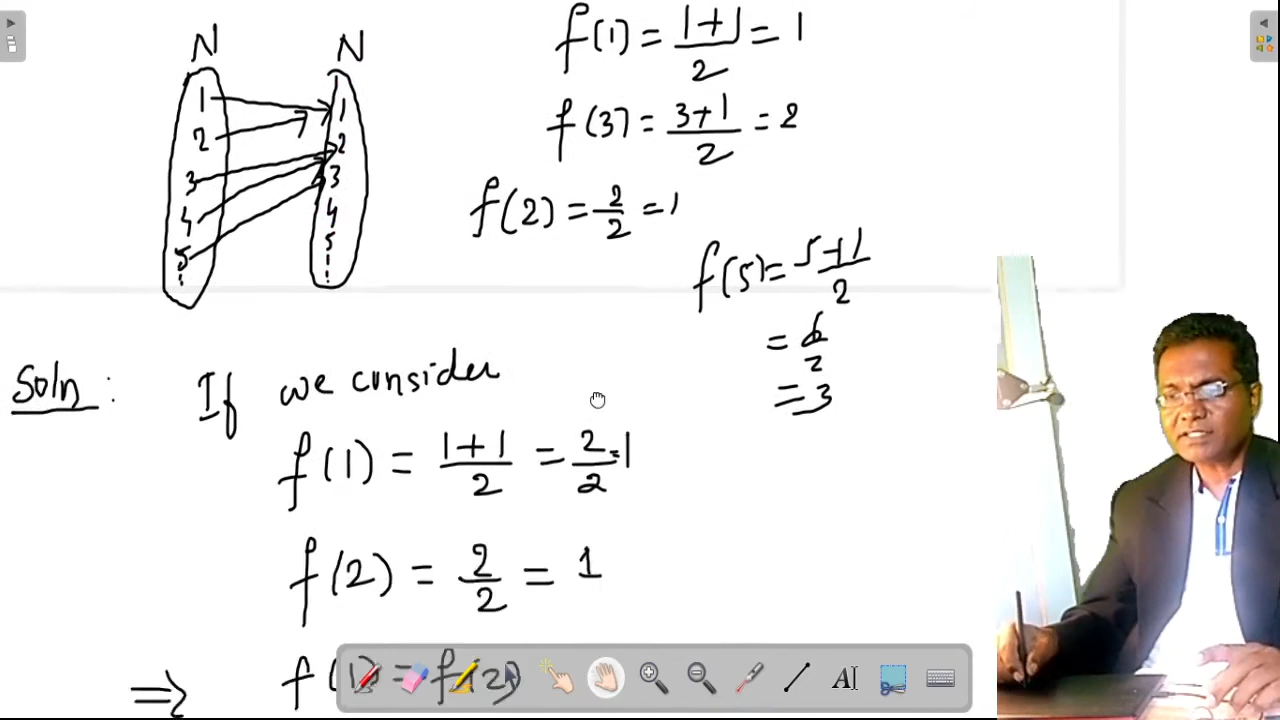 N N
1 1
2 2
3 3
4 4
5 5
⋮ ⋮
f(1) = (1+1)/2 = 1
f(3) = (3+1)/2 = 2
f(2) = 2/2 = 1
f(5) = (5+1)/2
= 6/2
= 3
Soln : If we consider
f(1) = (1+1)/2 = 2/2 = 1
f(2) = 2/2 = 1
⇒ f(1) = f(2)
AI